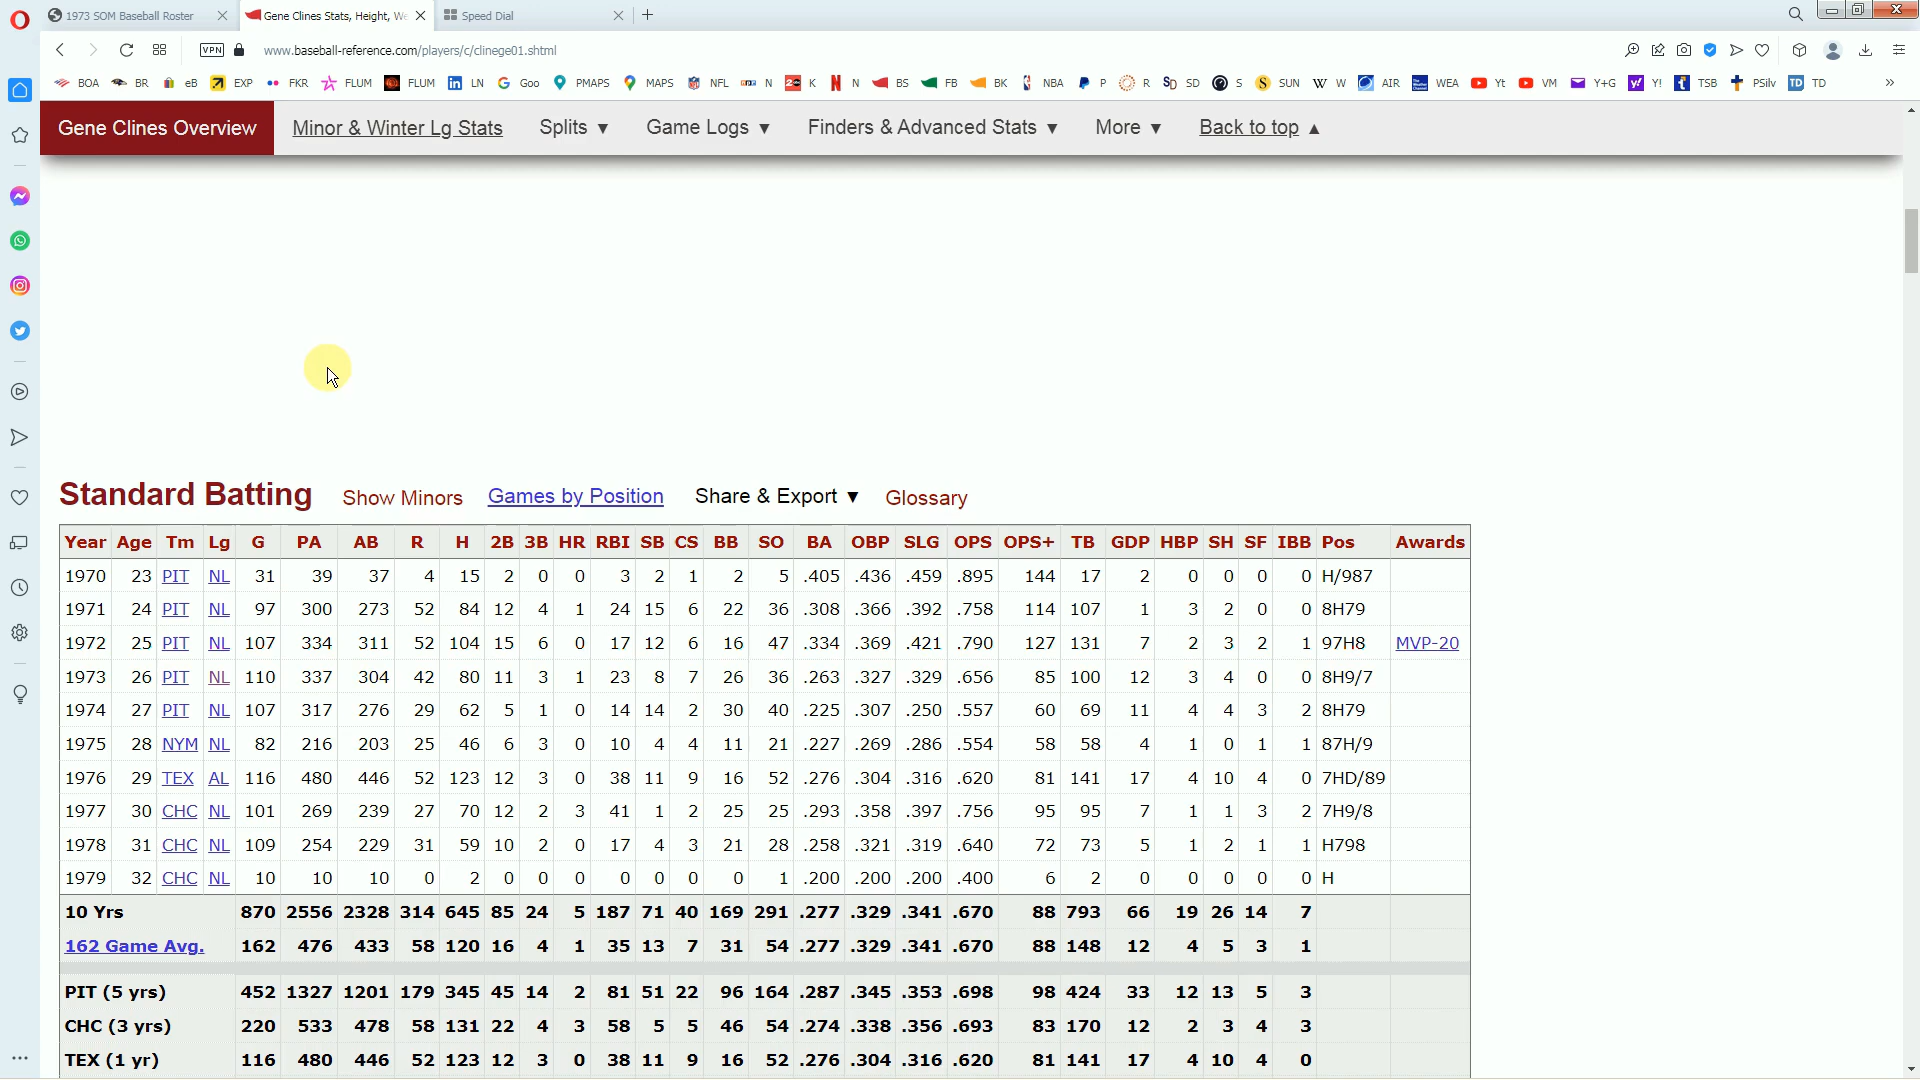 1973 SOM Baseball Roster
Gene Clines Stats, Height, We
Speed Dial
VPN
www.baseball-reference.com/players/c/clinege01.shtml
BOA BR eB EXP FKR FLUM FLUM LN Goo PMAPS MAPS NFL N K N BS FB BK NBA P R SD S SUN W AIR WEA Yt VM Y+G Y! TSB PSilv TD
Gene Clines Overview Minor & Winter Lg Stats Splits ▼ Game Logs ▼ Finders & Advanced Stats ▼ More ▼ Back to top ▲
Standard Batting Show Minors Games by Position Share & Export ▼ Glossary
Year Age Tm Lg G PA AB R H 2B 3B HR RBI SB CS BB SO BA OBP SLG OPS OPS+ TB GDP HBP SH SF IBB Pos Awards
1970 23 PIT NL 31 39 37 4 15 2 0 0 3 2 1 2 5 .405 .436 .459 .895 144 17 2 0 0 0 0 H/987
1971 24 PIT NL 97 300 273 52 84 12 4 1 24 15 6 22 36 .308 .366 .392 .758 114 107 1 3 2 0 0 8H79
1972 25 PIT NL 107 334 311 52 104 15 6 0 17 12 6 16 47 .334 .369 .421 .790 127 131 7 2 3 2 1 97H8 MVP-20
1973 26 PIT NL 110 337 304 42 80 11 3 1 23 8 7 26 36 .263 .327 .329 .656 85 100 12 3 4 0 0 8H9/7
1974 27 PIT NL 107 317 276 29 62 5 1 0 14 14 2 30 40 .225 .307 .250 .557 60 69 11 4 4 3 2 8H79
1975 28 NYM NL 82 216 203 25 46 6 3 0 10 4 4 11 21 .227 .269 .286 .554 58 58 4 1 0 1 1 87H/9
1976 29 TEX AL 116 480 446 52 123 12 3 0 38 11 9 16 52 .276 .304 .316 .620 81 141 17 4 10 4 0 7HD/89
1977 30 CHC NL 101 269 239 27 70 12 2 3 41 1 2 25 25 .293 .358 .397 .756 95 95 7 1 1 3 2 7H9/8
1978 31 CHC NL 109 254 229 31 59 10 2 0 17 4 3 21 28 .258 .321 .319 .640 72 73 5 1 2 1 1 H798
1979 32 CHC NL 10 10 10 0 2 0 0 0 0 0 0 0 1 .200 .200 .200 .400 6 2 0 0 0 0 0 H
10 Yrs 870 2556 2328 314 645 85 24 5 187 71 40 169 291 .277 .329 .341 .670 88 793 66 19 26 14 7
162 Game Avg. 162 476 433 58 120 16 4 1 35 13 7 31 54 .277 .329 .341 .670 88 148 12 4 5 3 1
PIT (5 yrs) 452 1327 1201 179 345 45 14 2 81 51 22 96 164 .287 .345 .353 .698 98 424 33 12 13 5 3
CHC (3 yrs) 220 533 478 58 131 22 4 3 58 5 5 46 54 .274 .338 .356 .693 83 170 12 2 3 4 3
TEX (1 yr) 116 480 446 52 123 12 3 0 38 11 9 16 52 .276 .304 .316 .620 81 141 17 4 10 4 0